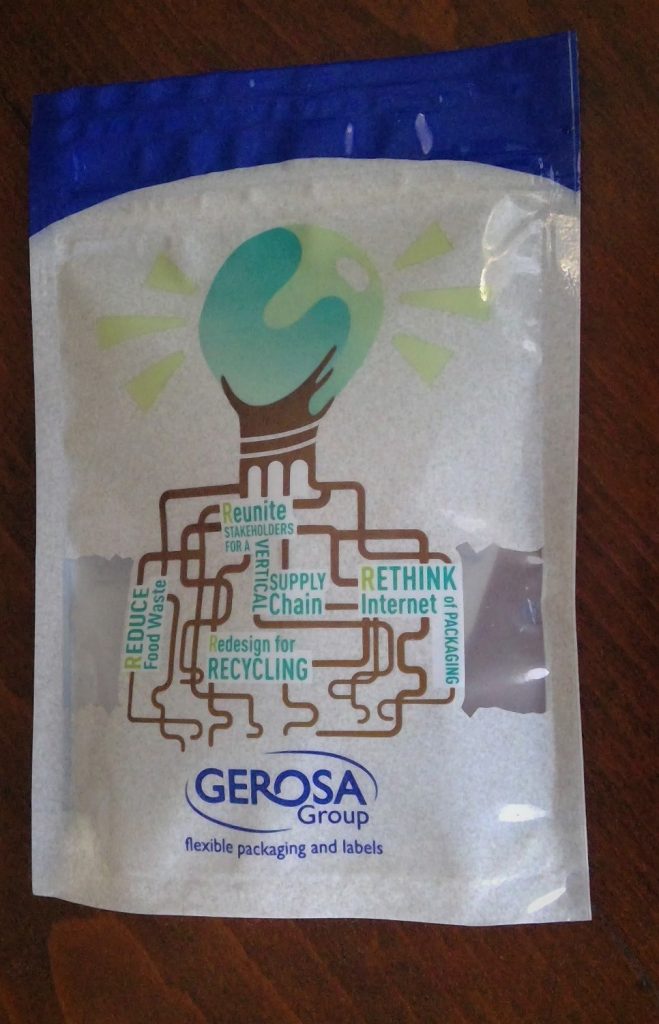 Reunite
STAKEHOLDERS
FOR A
VERTICAL
SUPPLY
Chain
RETHINK
Internet
of PACKAGING
REDUCE
Food Waste
Redesign for
RECYCLING
GEROSA
Group
flexible packaging and labels